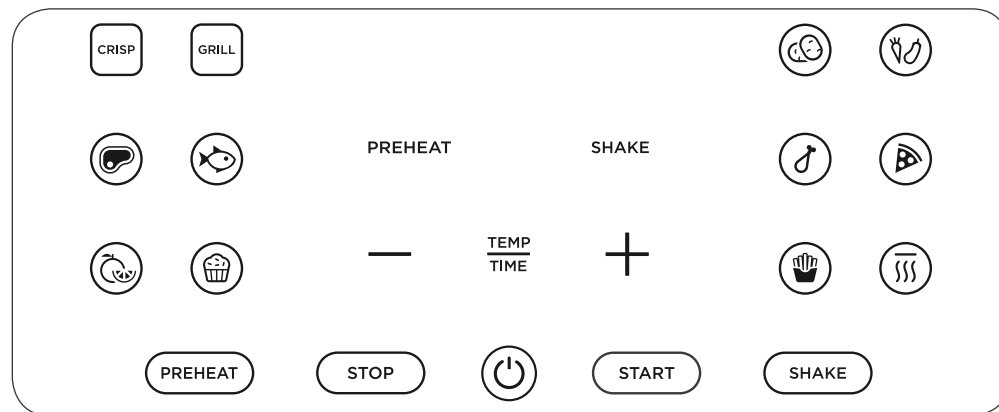 CRISP
GRILL
PREHEAT
SHAKE
TEMP
TIME
PREHEAT
STOP
START
SHAKE